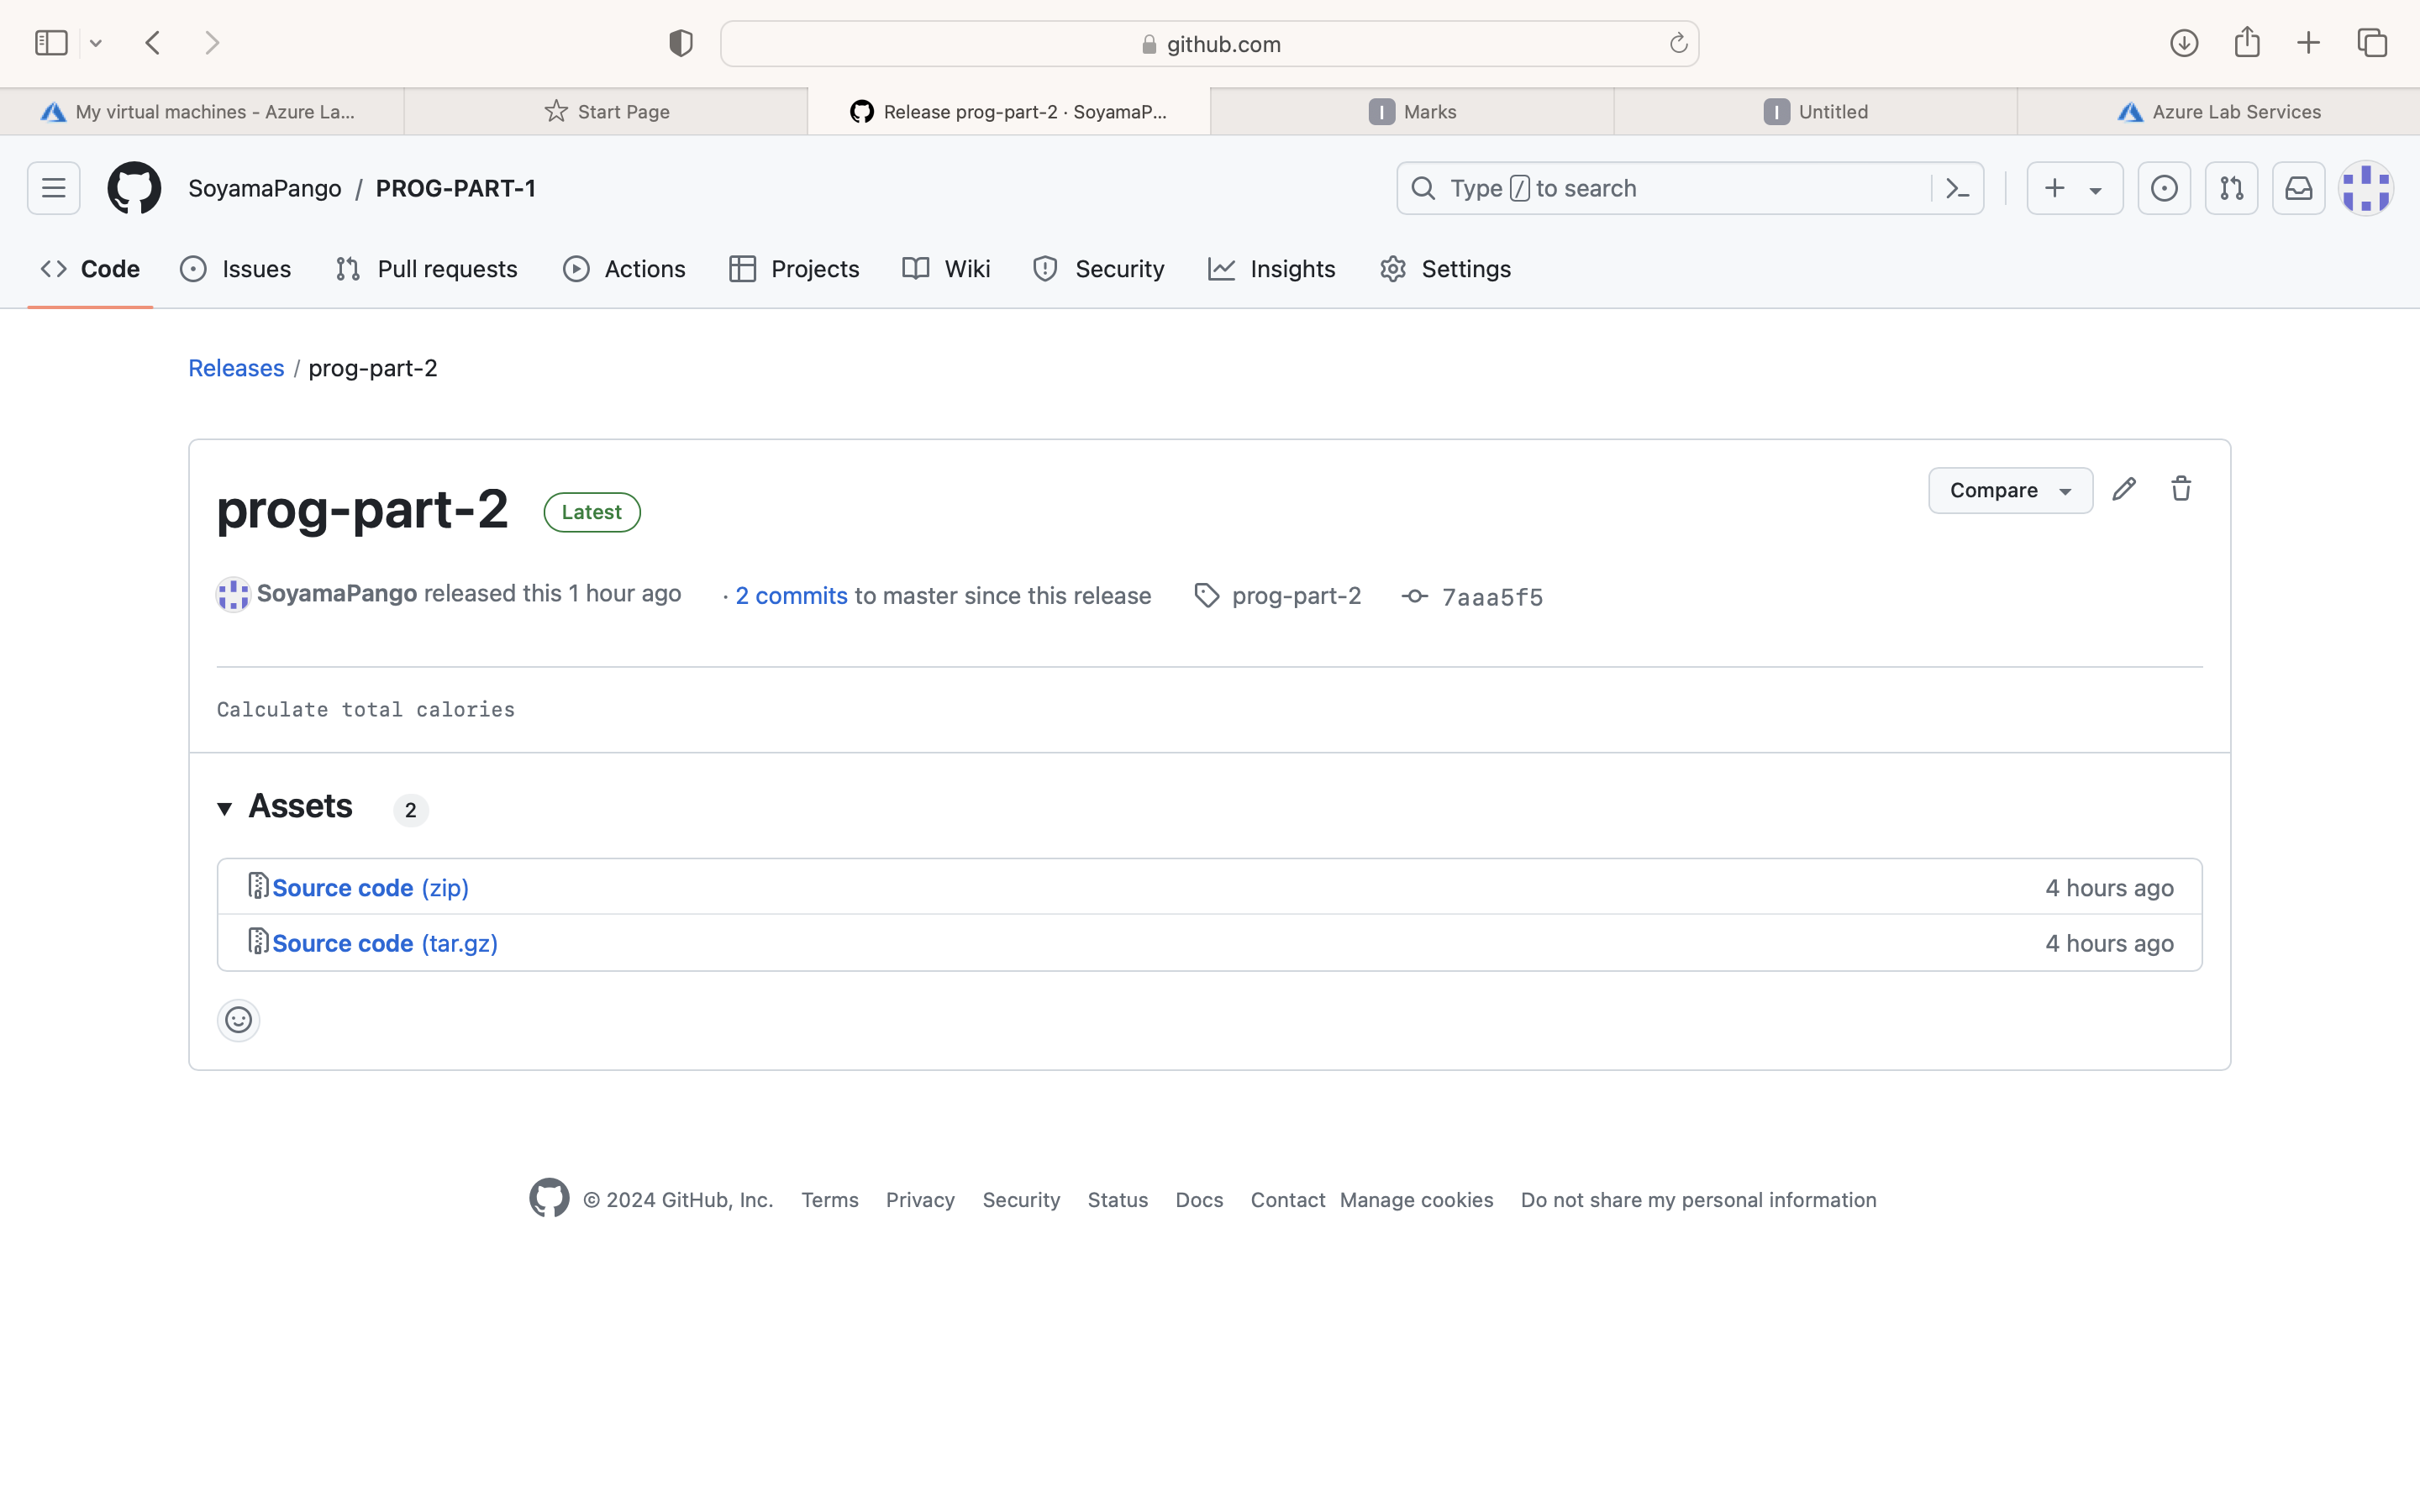 github.com
My virtual machines - Azure La...
Start Page
Release prog-part-2 · SoyamaP...
I Marks
I Untitled
Azure Lab Services
SoyamaPango / PROG-PART-1
Type / to search
Code
Issues
Pull requests
Actions
Projects
Wiki
Security
Insights
Settings
Releases / prog-part-2
prog-part-2 Latest
Compare
SoyamaPango released this 1 hour ago · 2 commits to master since this release prog-part-2 7aaa5f5
Calculate total calories
Assets 2
Source code (zip) 4 hours ago
Source code (tar.gz) 4 hours ago
© 2024 GitHub, Inc. Terms Privacy Security Status Docs Contact Manage cookies Do not share my personal information